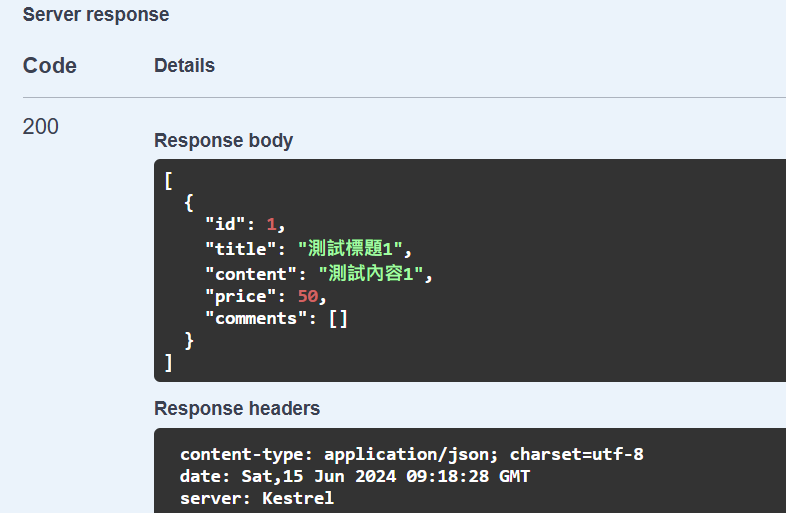 Server response
Code Details
200
Response body
[
{
"id": 1,
"title": "測試標題1",
"content": "測試內容1",
"price": 50,
"comments": []
}
]
Response headers
content-type: application/json; charset=utf-8
date: Sat,15 Jun 2024 09:18:28 GMT
server: Kestrel